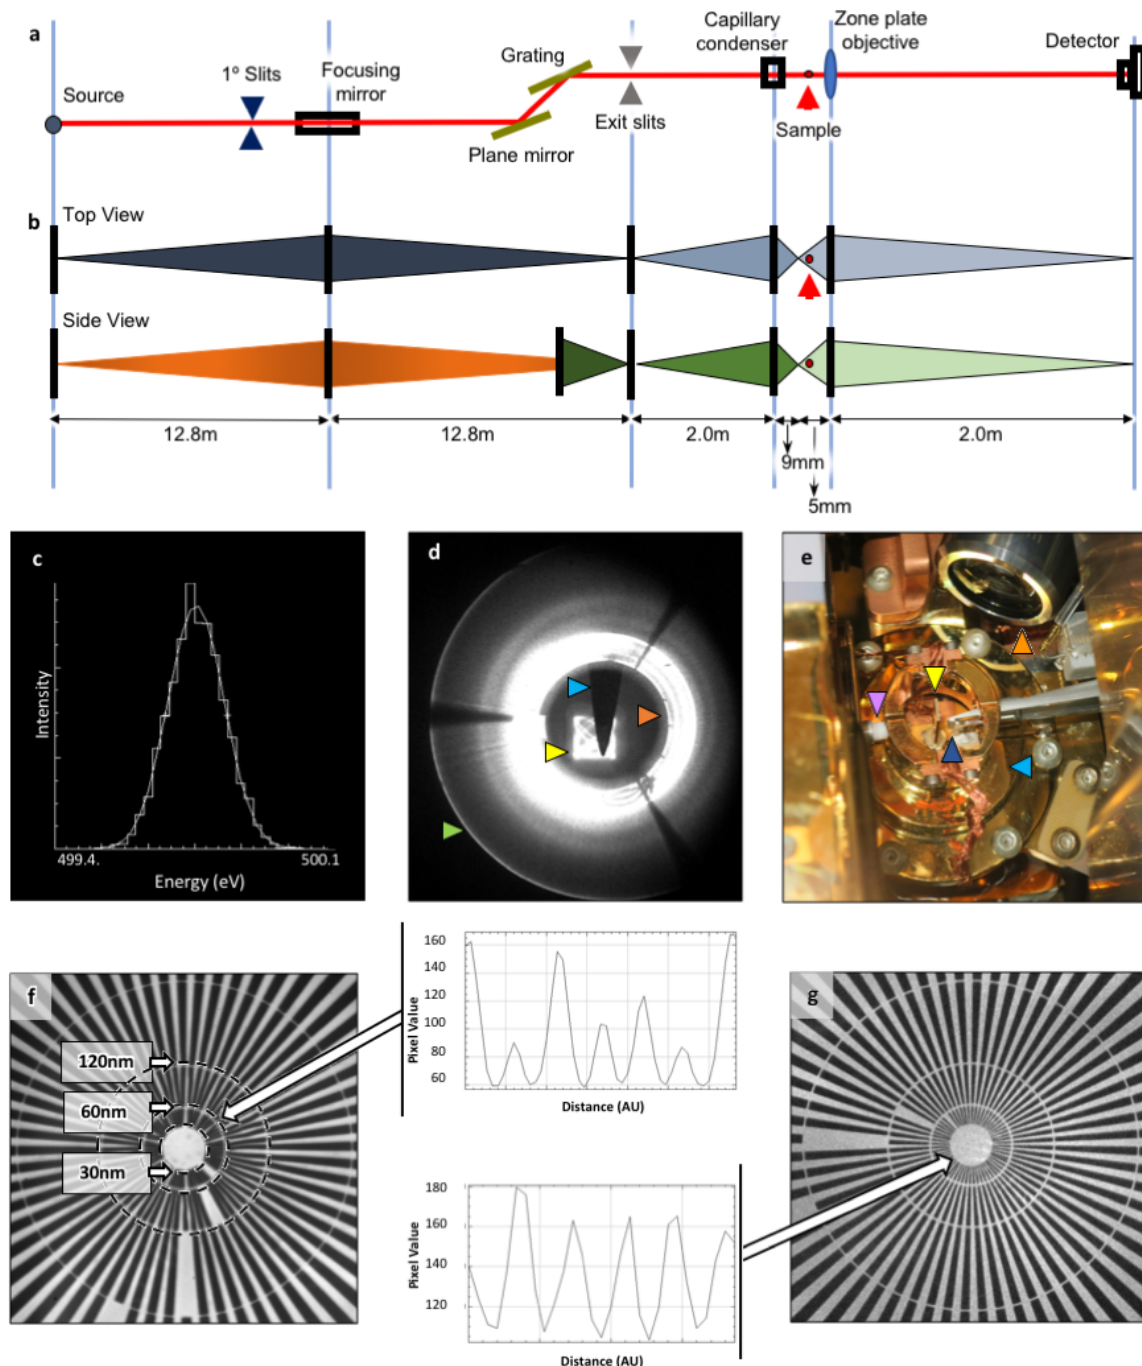 a
Source
1º Slits
Focusing
mirror
Grating
Plane mirror
Exit slits
Capillary
condenser
Sample
Zone plate
objective
Detector
b
Top View
Side View
12.8m
12.8m
2.0m
9mm
5mm
2.0m
c
Intensity
499.4.
500.1
Energy (eV)
d
e
f
120nm
60nm
30nm
Pixel Value
160
140
120
100
80
60
Distance (AU)
Pixel Value
180
160
140
120
Distance (AU)
g